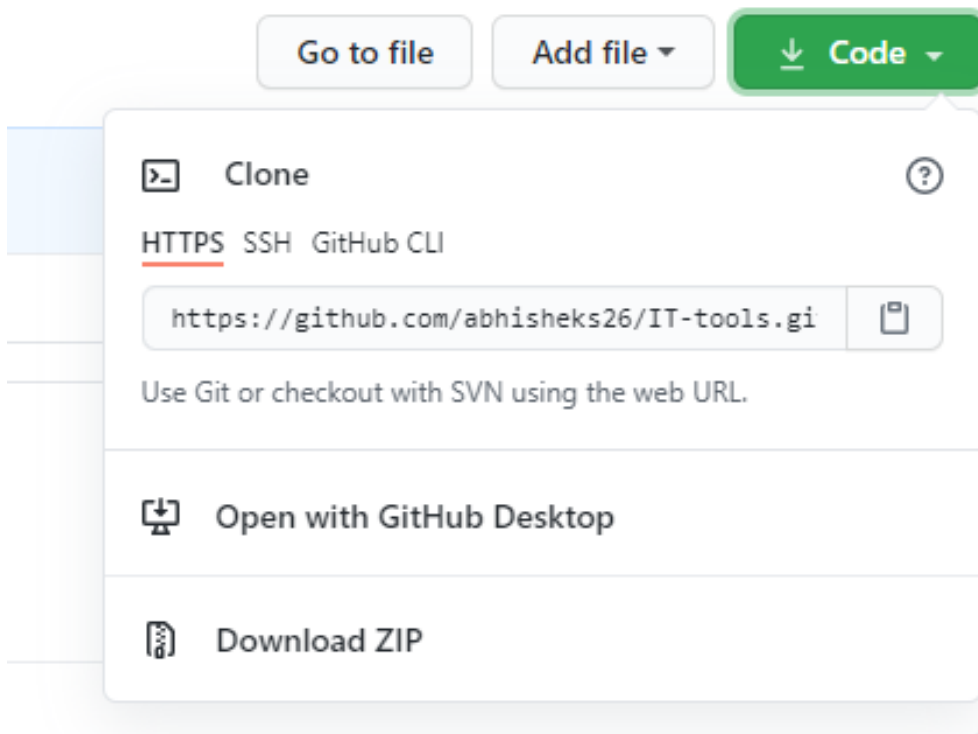 Go to file Add file Code
Clone
HTTPS SSH GitHub CLI
https://github.com/abhisheks26/IT-tools.gi
Use Git or checkout with SVN using the web URL.
Open with GitHub Desktop
Download ZIP